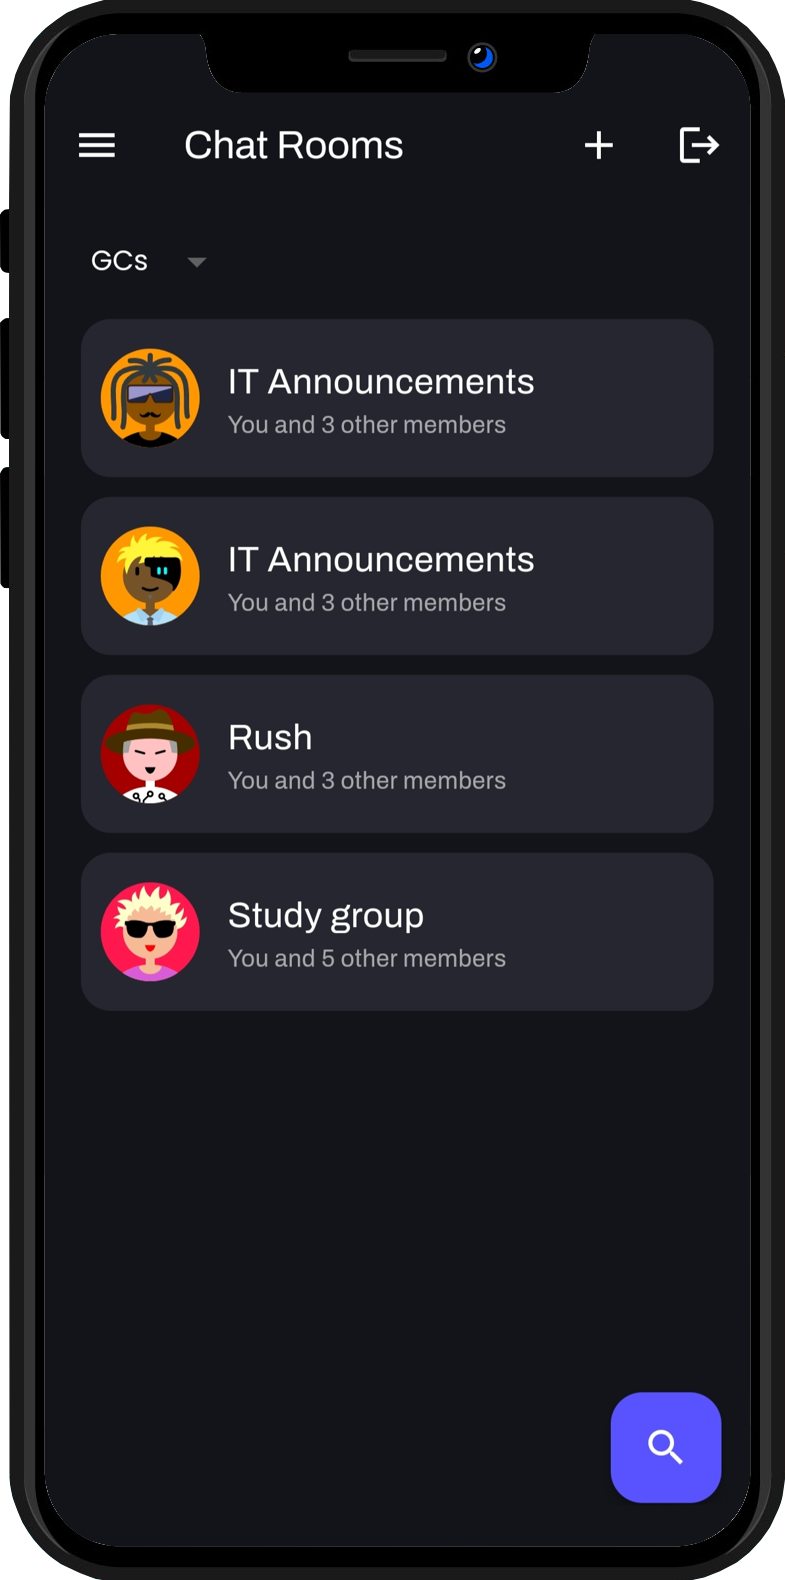 Chat Rooms
GCs
IT Announcements
You and 3 other members
IT Announcements
You and 3 other members
Rush
You and 3 other members
Study group
You and 5 other members